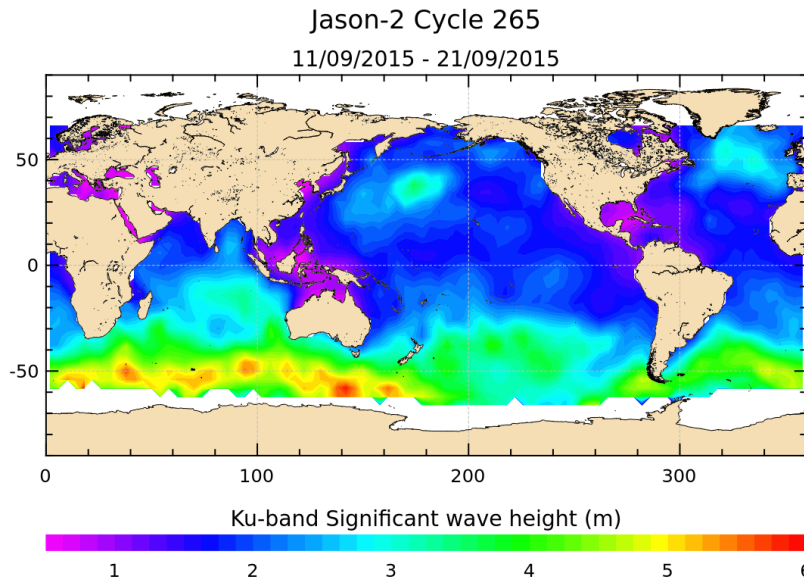 Jason-2 Cycle 265
11/09/2015 - 21/09/2015
50
0
-50
0 100 200 300
Ku-band Significant wave height (m)
1 2 3 4 5 6